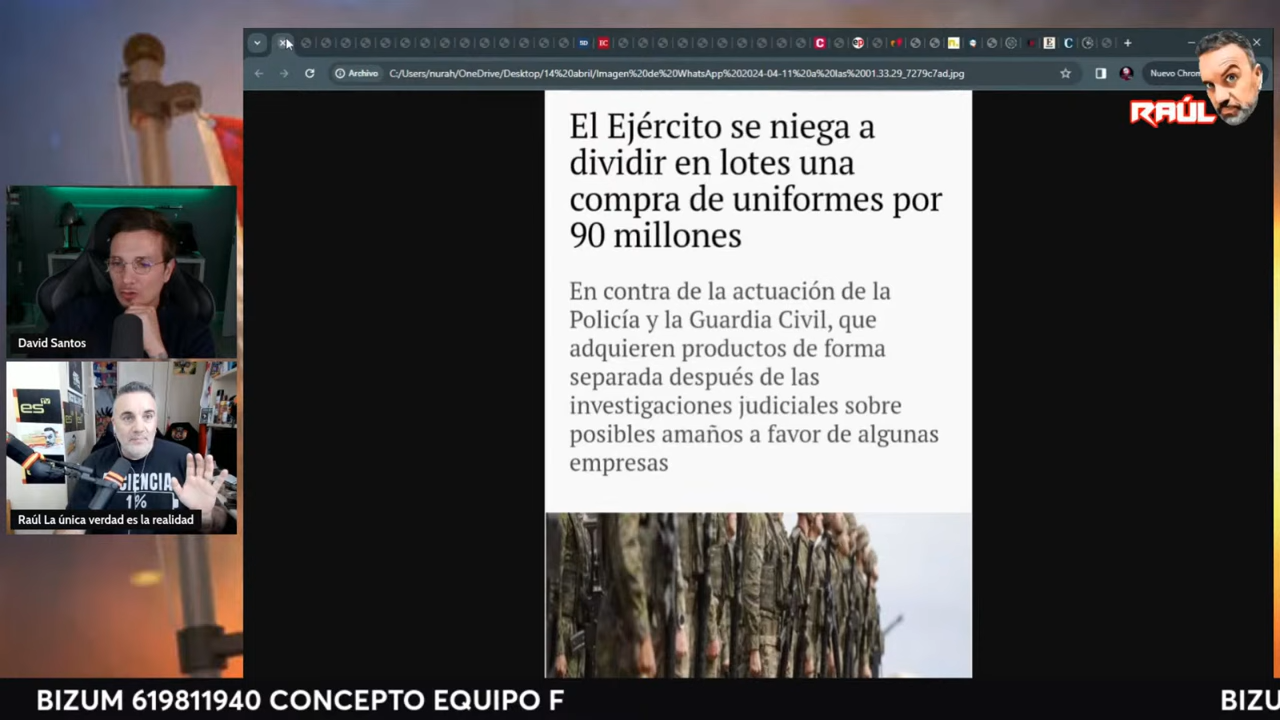 Archivo
C:/Users/nurah/OneDrive/Desktop/14%20abril/Imagen%20de%20WhatsApp%202024-04-11%20a%20las%2001.33.29_7279c7ad.jpg
Nuevo Chrom
RAÚL
El Ejército se niega a
dividir en lotes una
compra de uniformes por
90 millones
En contra de la actuación de la
Policía y la Guardia Civil, que
adquieren productos de forma
separada después de las
investigaciones judiciales sobre
posibles amaños a favor de algunas
empresas
David Santos
es
CIENCIA
1%
Raúl La única verdad es la realidad
BIZUM 619811940 CONCEPTO EQUIPO F
BIZU